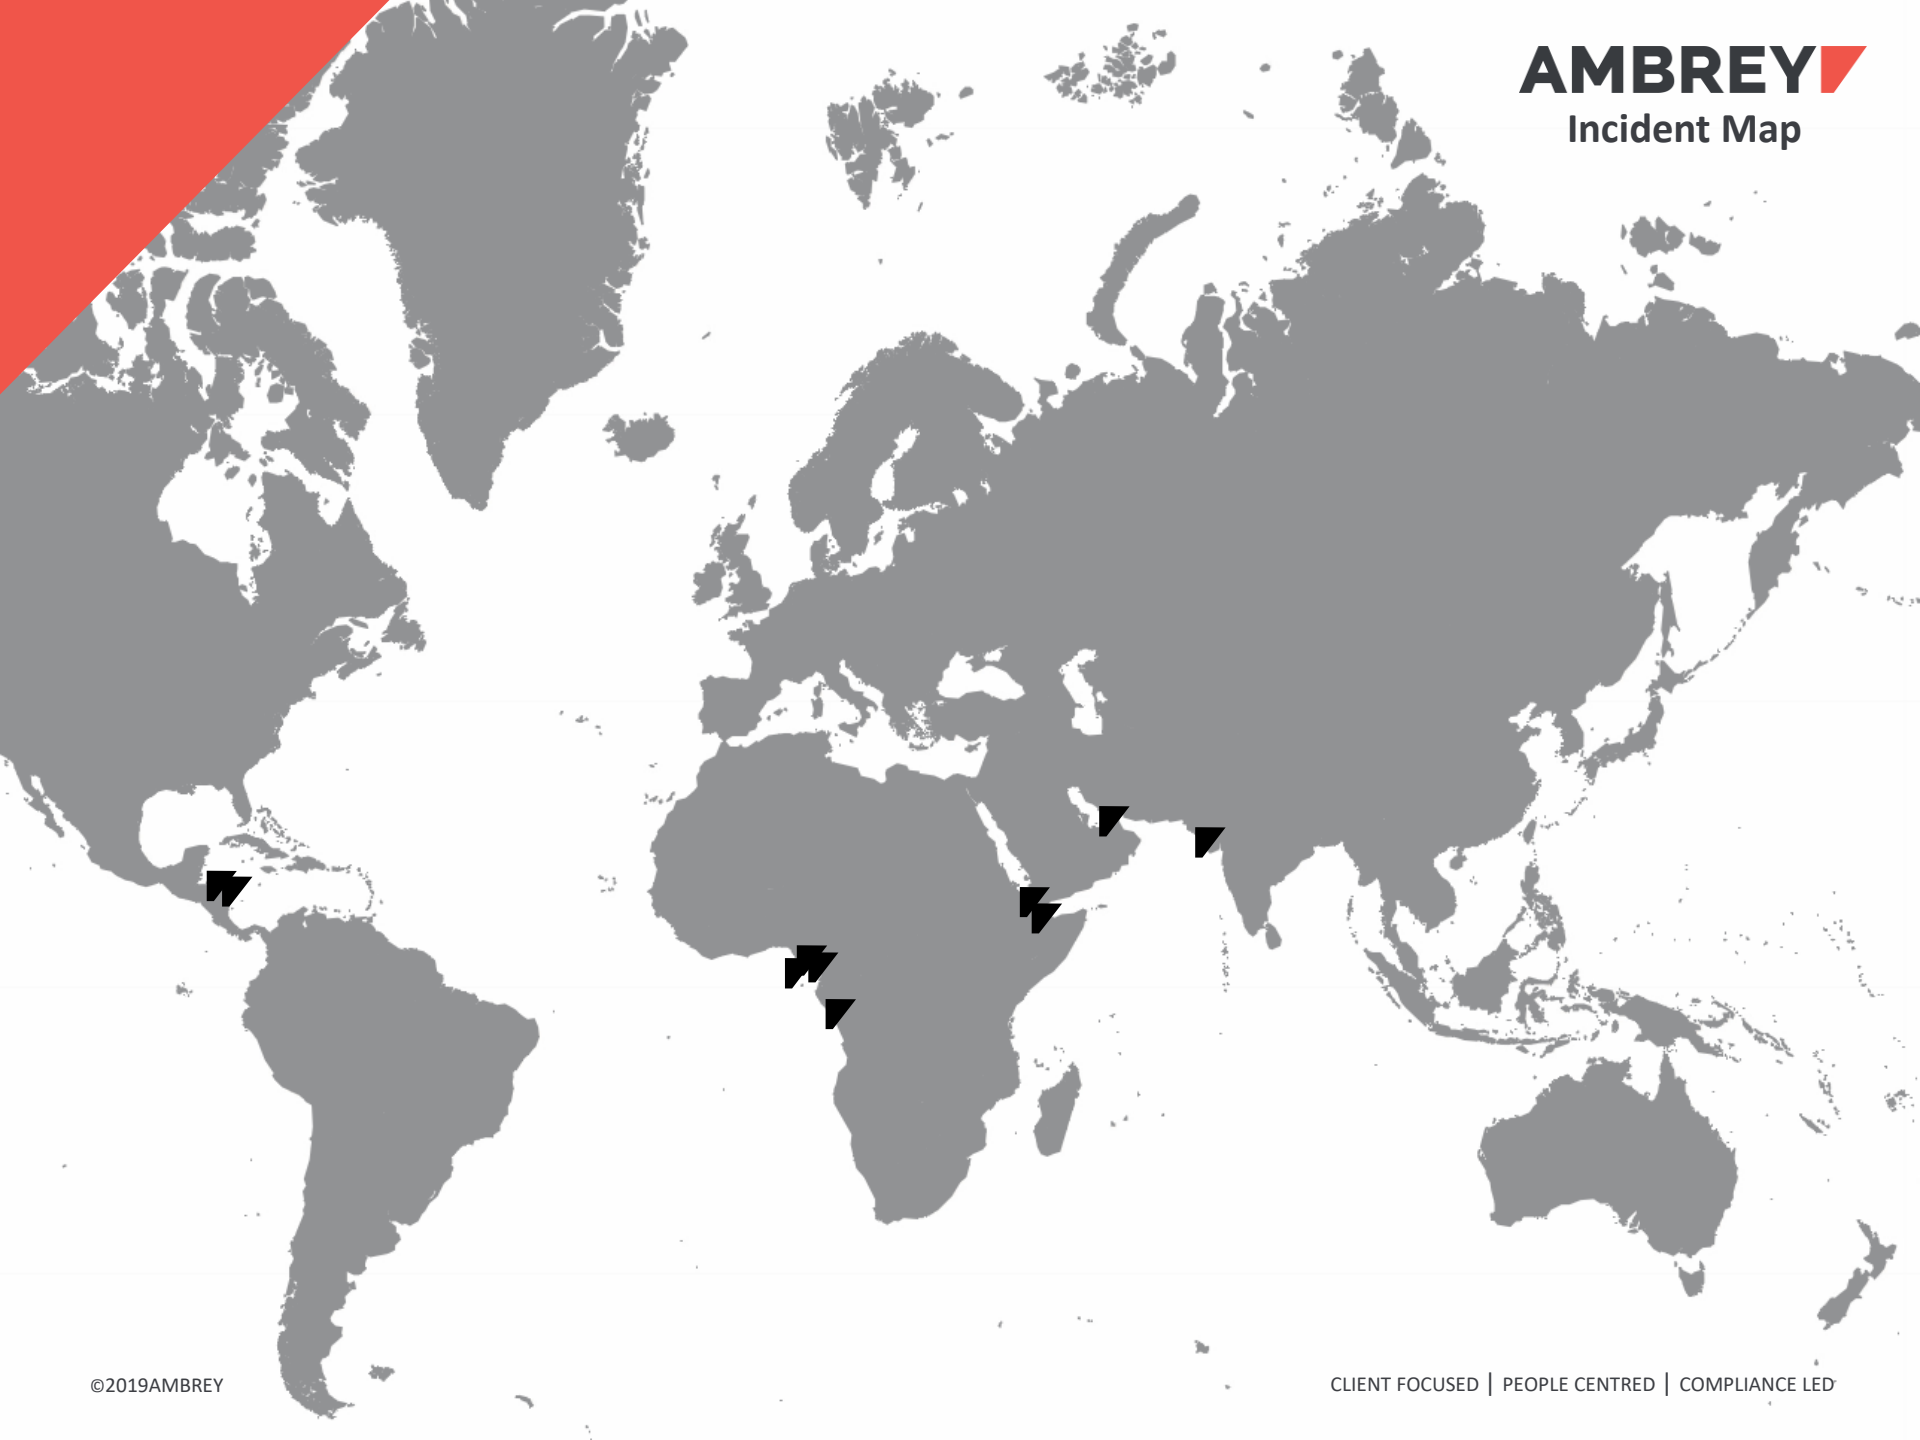 AMBREY
Incident Map
©2019AMBREY
CLIENT FOCUSED | PEOPLE CENTRED | COMPLIANCE LED